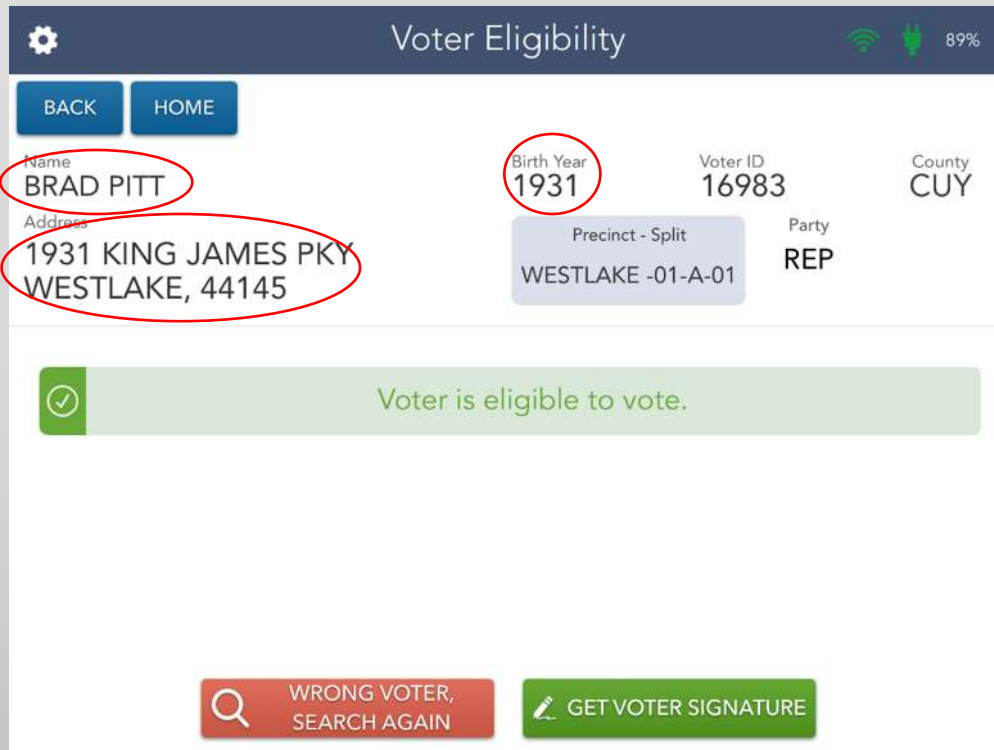 Voter Eligibility
89%
BACK HOME
Name Birth Year Voter ID County
BRAD PITT 1931 16983 CUY
Address Precinct - Split Party
1931 KING JAMES PKY WESTLAKE -01-A-01 REP
WESTLAKE, 44145
Voter is eligible to vote.
WRONG VOTER,
SEARCH AGAIN
GET VOTER SIGNATURE